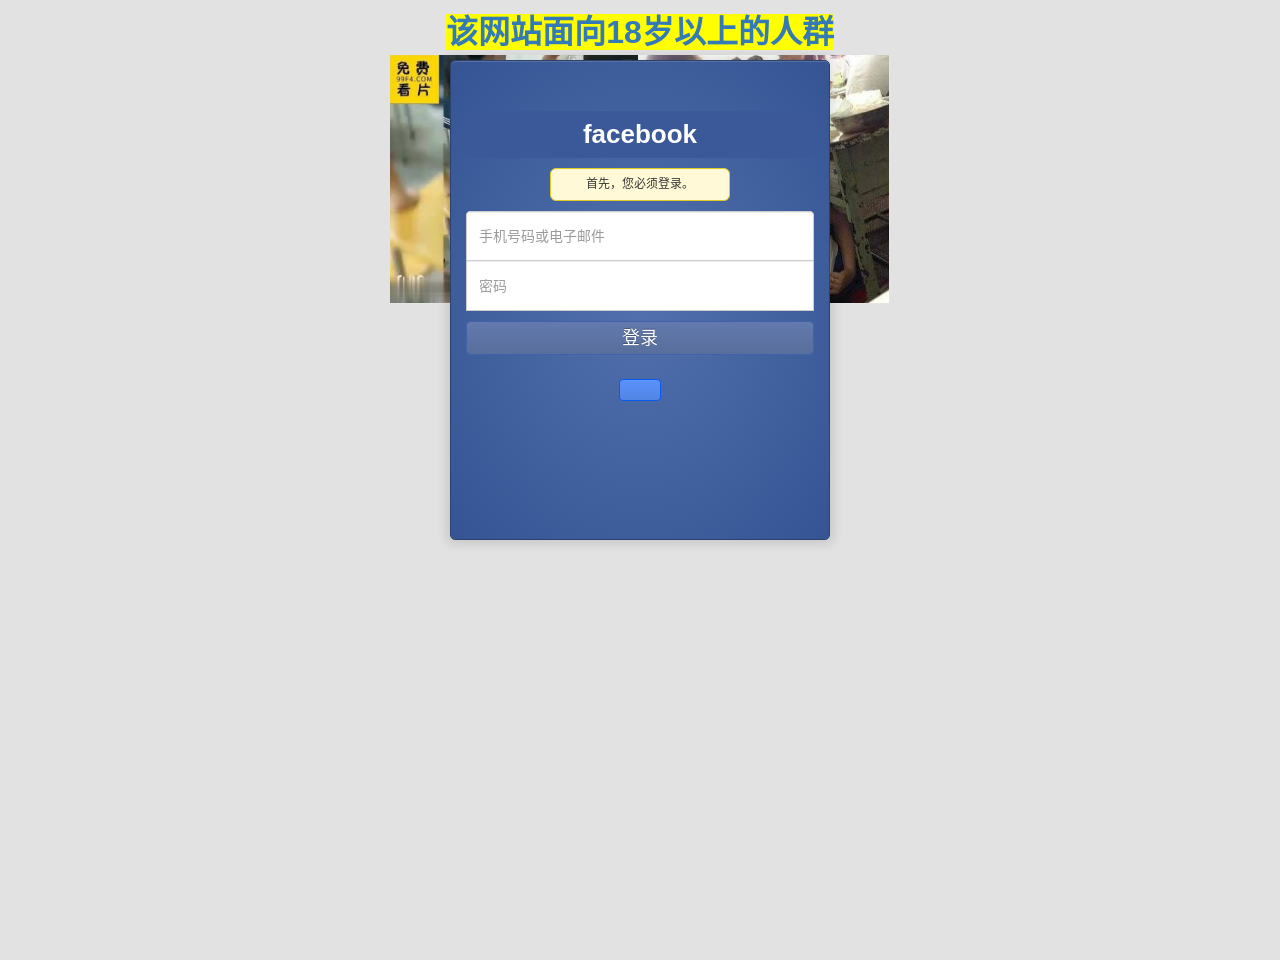 该网站面向18岁以上的人群
免费
99F4.COM
看片
facebook
首先，您必须登录。
手机号码或电子邮件
密码
登录